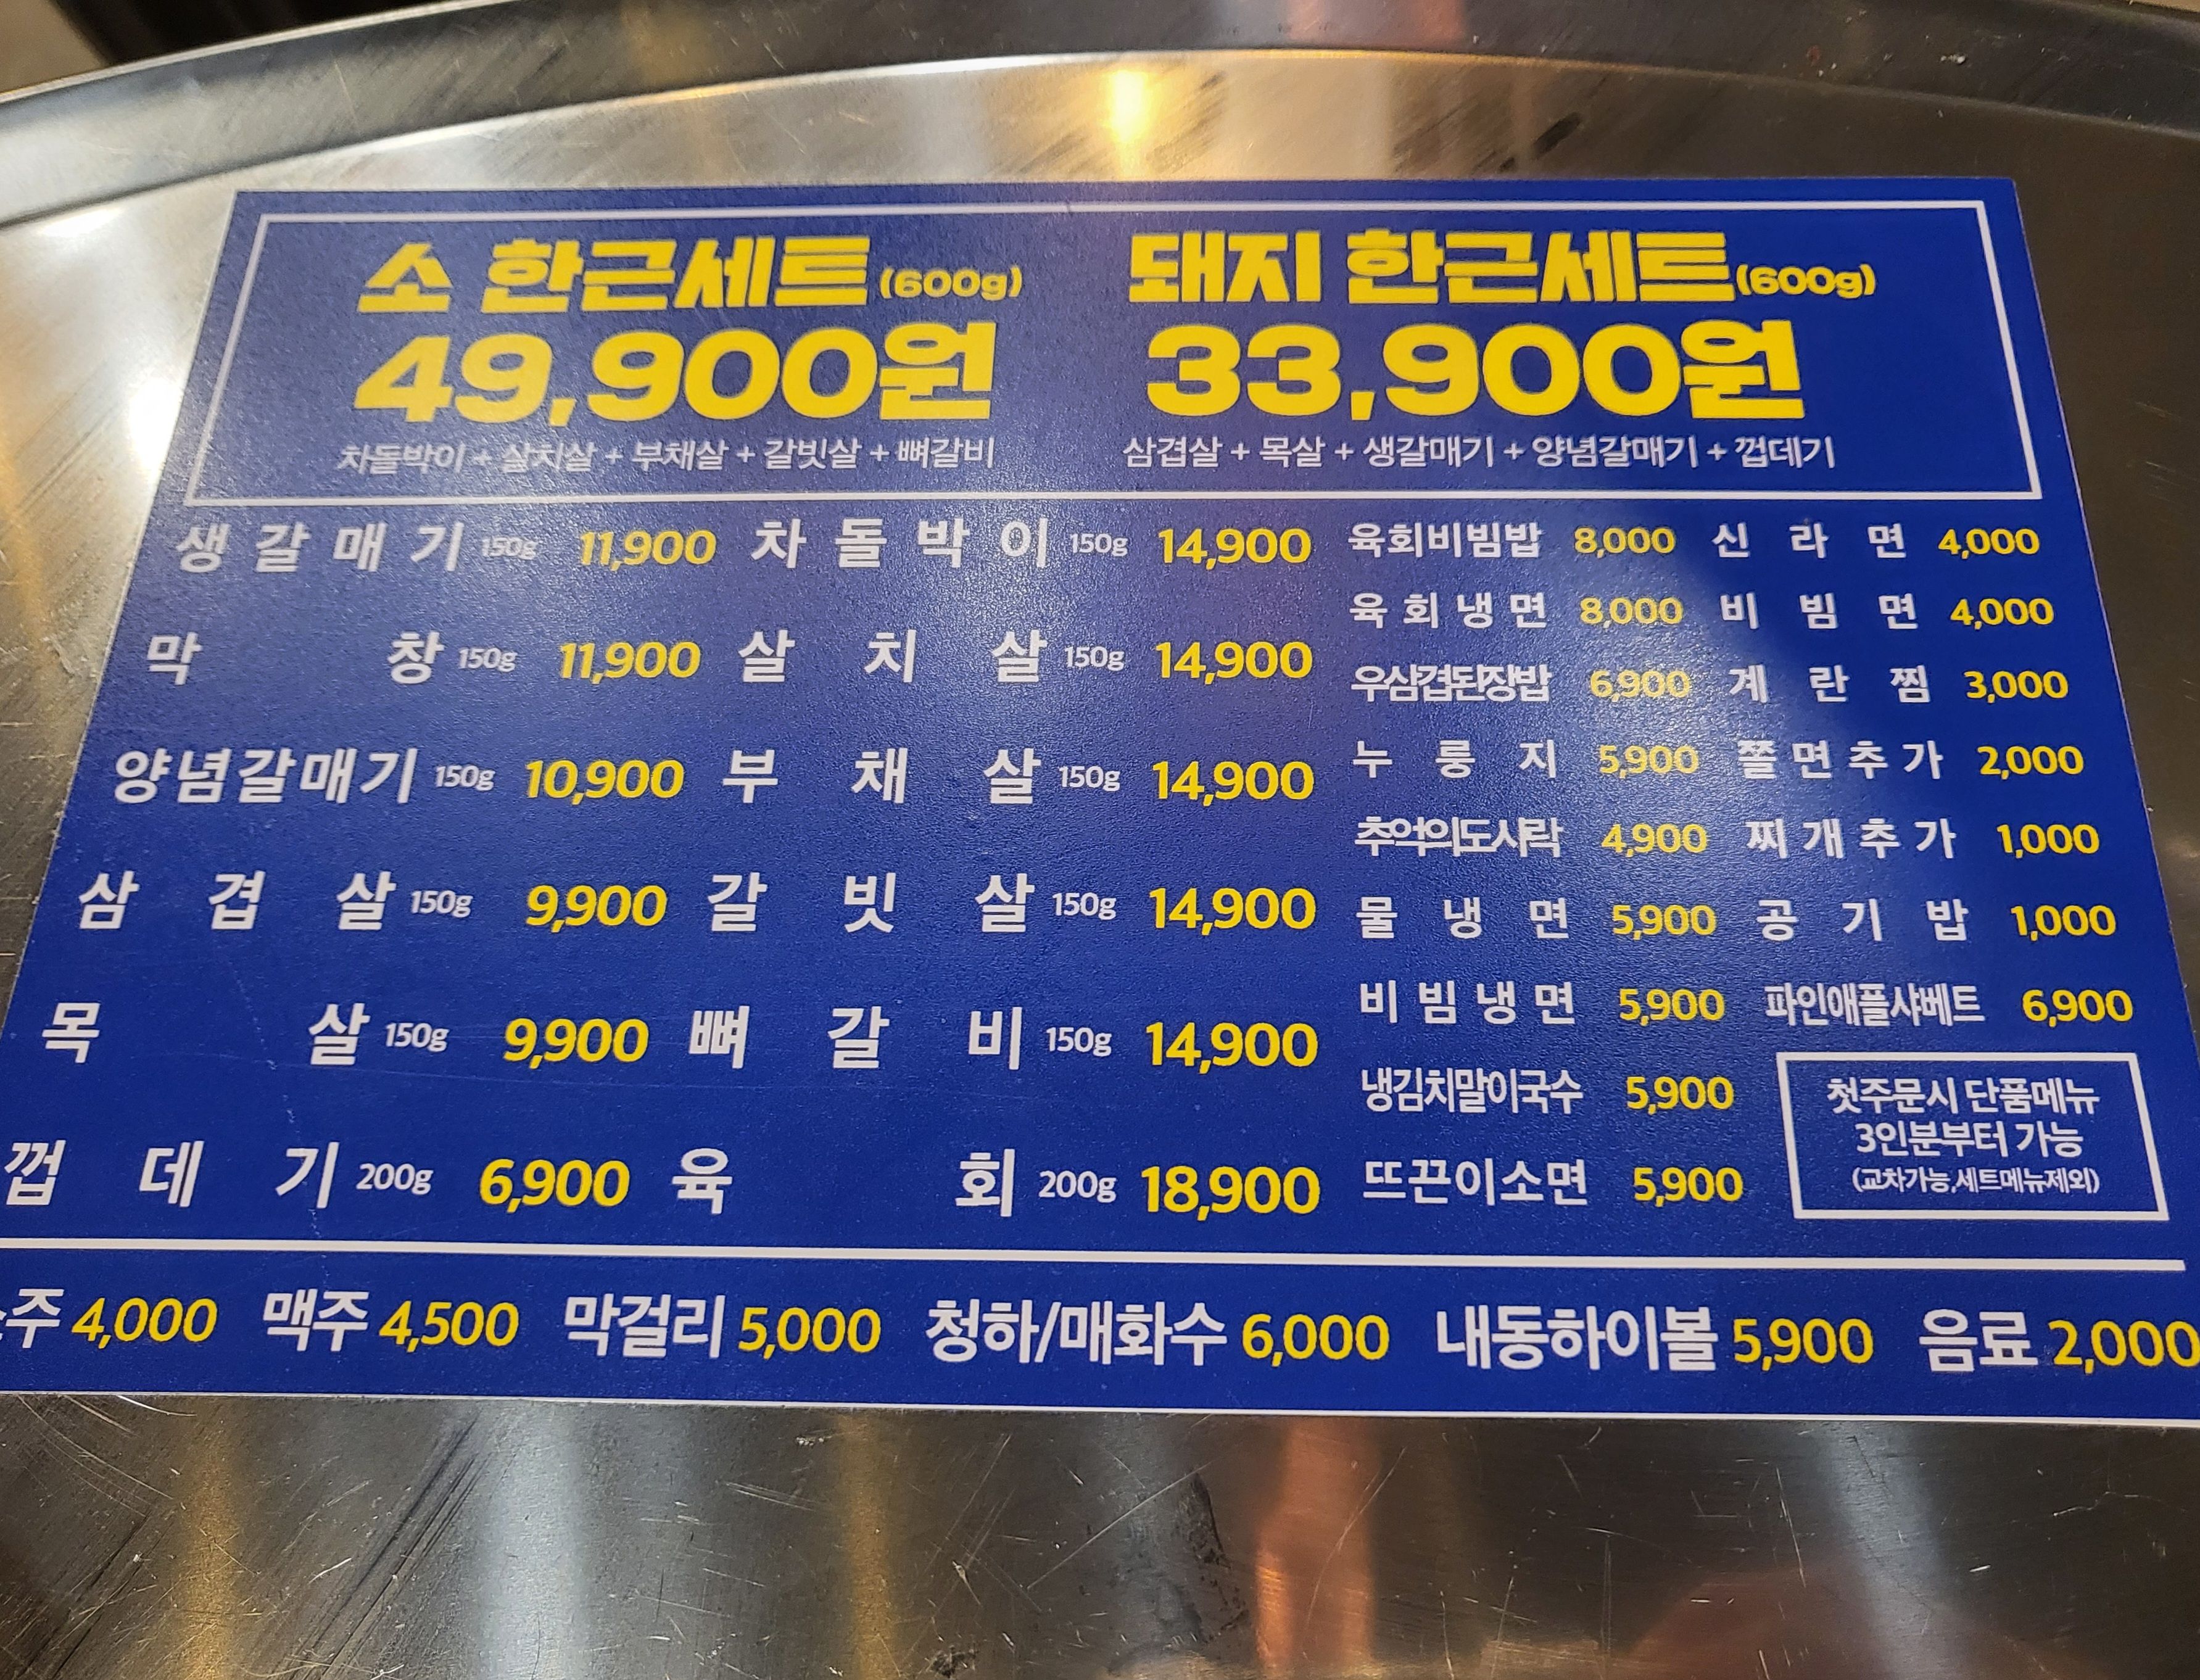 소 한근세트(600g)
49,900원
차돌박이 + 살치살 + 부채살 + 갈빗살 + 뼈갈비
돼지 한근세트(600g)
33,900원
삼겹살 + 목살 + 생갈매기 + 양념갈매기 + 껍데기
생갈매기 150g 11,900
막창 150g 11,900
양념갈매기 150g 10,900
삼겹살 150g 9,900
목살 150g 9,900
껍데기 200g 6,900
차돌박이 150g 14,900
살치살 150g 14,900
부채살 150g 14,900
갈빗살 150g 14,900
뼈갈비 150g 14,900
육회 200g 18,900
육회비빔밥 8,000
육회냉면 8,000
우삼겹된장밥 6,900
누룽지 5,900
추억의도시락 4,900
물냉면 5,900
비빔냉면 5,900
냉김치말이국수 5,900
뜨끈이소면 5,900
신라면 4,000
비빔면 4,000
계란찜 3,000
쫄면추가 2,000
찌개추가 1,000
공기밥 1,000
파인애플샤베트 6,900
첫주문시 단품메뉴
3인분부터 가능
(교차가능,세트메뉴제외)
소주 4,000 맥주 4,500 막걸리 5,000 청하/매화수 6,000 내동하이볼 5,900 음료 2,000